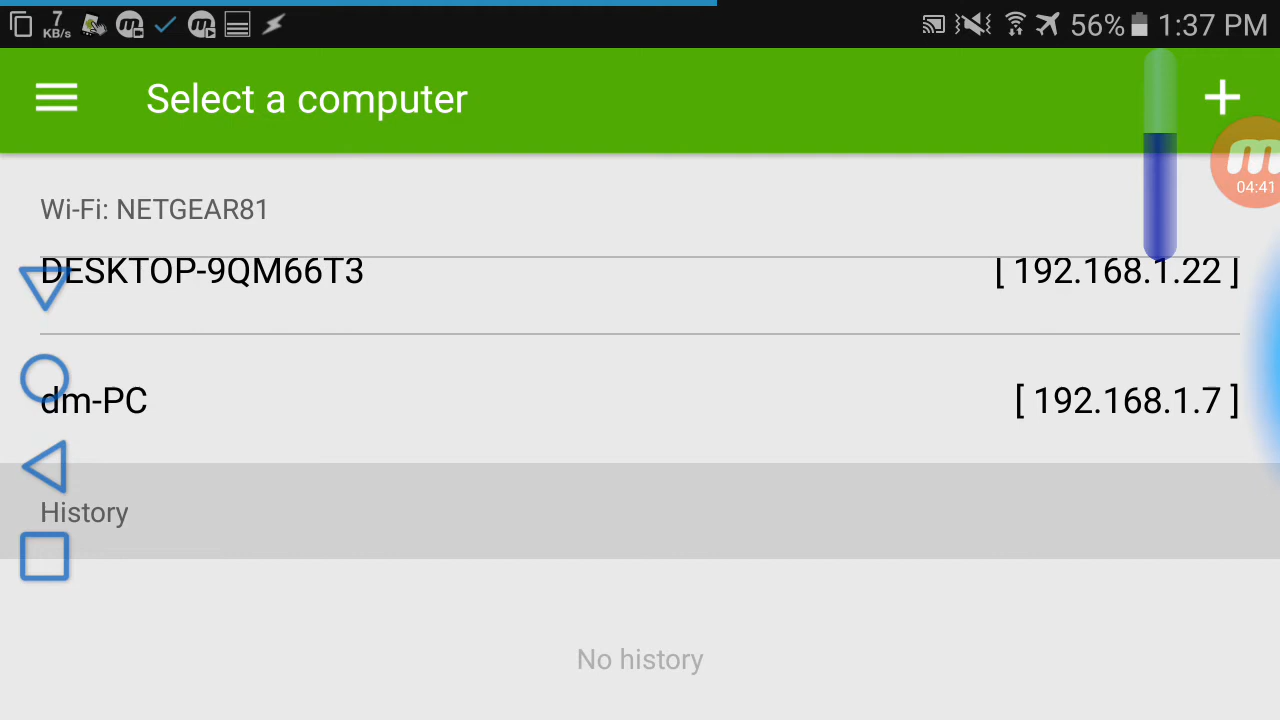 7 KB/s 56% 1:37 PM
Select a computer
04:41
Wi-Fi: NETGEAR81
DESKTOP-9QM66T3 [ 192.168.1.22 ]
dm-PC [ 192.168.1.7 ]
History
No history